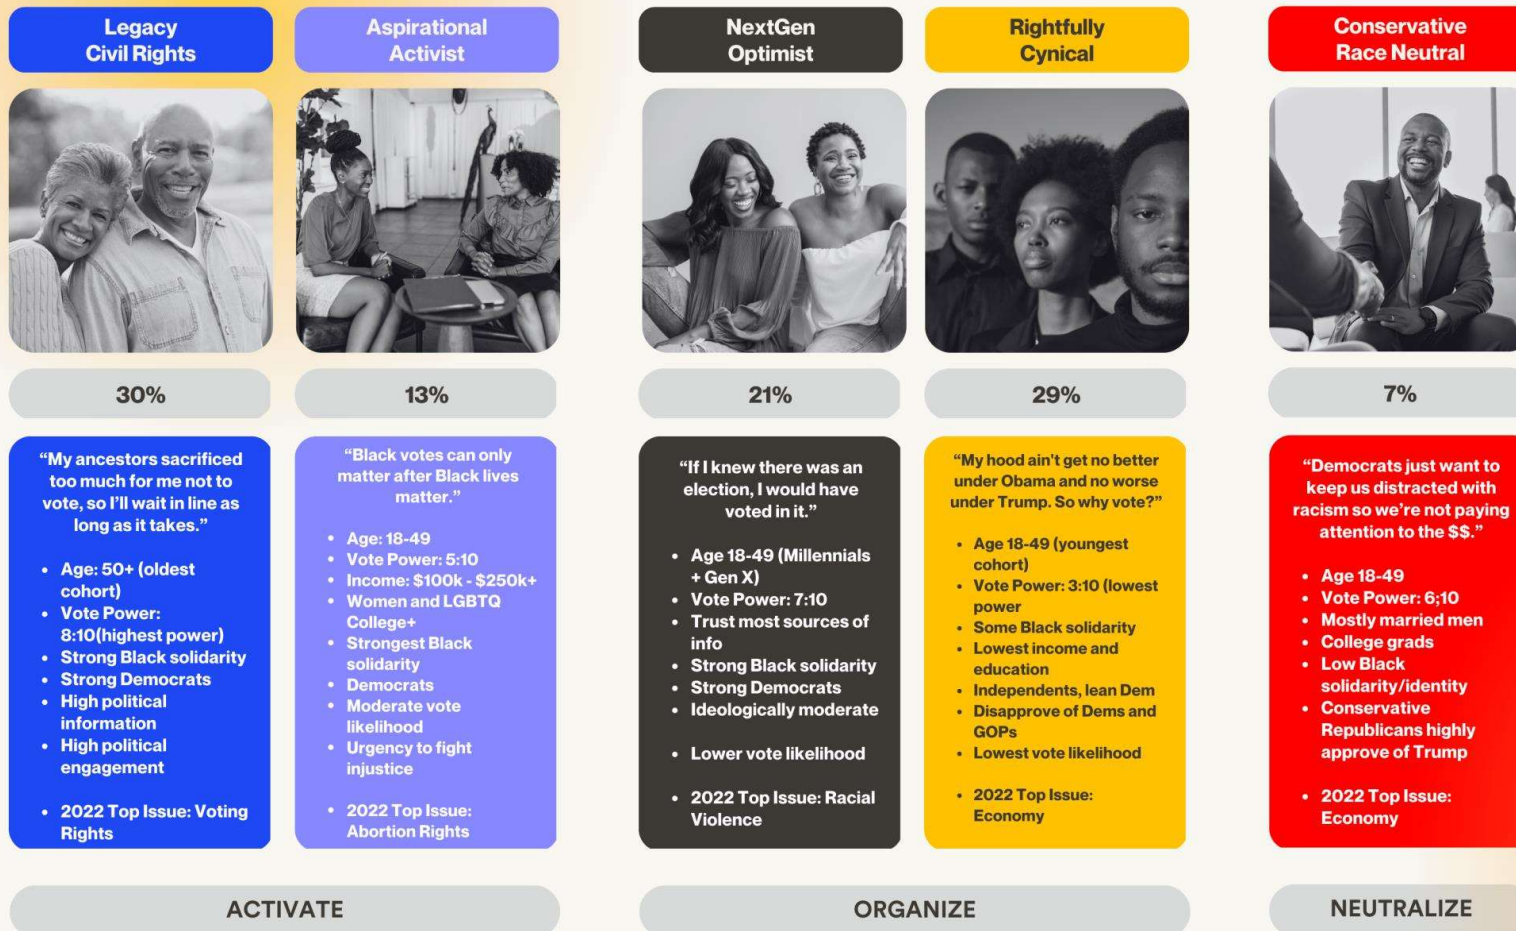 Legacy
Civil Rights
Aspirational
Activist
NextGen
Optimist
Rightfully
Cynical
Conservative
Race Neutral
30%
13%
21%
29%
7%
“My ancestors sacrificed
too much for me not to
vote, so I’ll wait in line as
long as it takes.”
• Age: 50+ (oldest
cohort)
• Vote Power:
8:10(highest power)
• Strong Black solidarity
• Strong Democrats
• High political
information
• High political
engagement
• 2022 Top Issue: Voting
Rights
“Black votes can only
matter after Black lives
matter.”
• Age: 18-49
• Vote Power: 5:10
• Income: $100k - $250k+
• Women and LGBTQ
College+
• Strongest Black
solidarity
• Democrats
• Moderate vote
likelihood
• Urgency to fight
injustice
• 2022 Top Issue:
Abortion Rights
“If I knew there was an
election, I would have
voted in it.”
• Age 18-49 (Millennials
+ Gen X)
• Vote Power: 7:10
• Trust most sources of
info
• Strong Black solidarity
• Strong Democrats
• Ideologically moderate
• Lower vote likelihood
• 2022 Top Issue: Racial
Violence
“My hood ain't get no better
under Obama and no worse
under Trump. So why vote?”
• Age 18-49 (youngest
cohort)
• Vote Power: 3:10 (lowest
power
• Some Black solidarity
• Lowest income and
education
• Independents, lean Dem
• Disapprove of Dems and
GOPs
• Lowest vote likelihood
• 2022 Top Issue:
Economy
“Democrats just want to
keep us distracted with
racism so we’re not paying
attention to the $$.”
• Age 18-49
• Vote Power: 6;10
• Mostly married men
• College grads
• Low Black
solidarity/identity
• Conservative
Republicans highly
approve of Trump
• 2022 Top Issue:
Economy
ACTIVATE
ORGANIZE
NEUTRALIZE